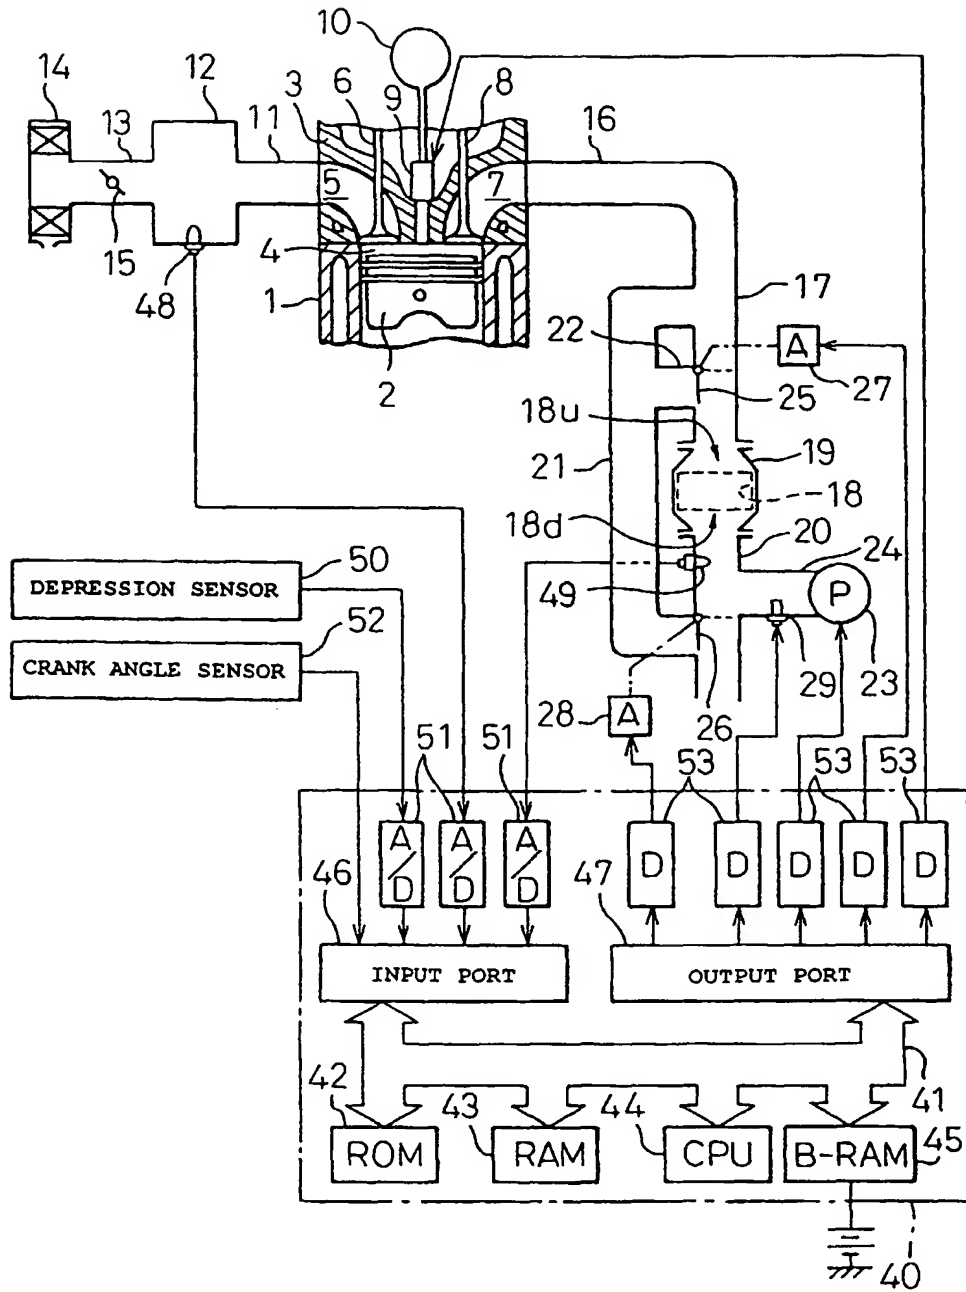 10
14
12
3
6
9
8
13
11
16
5
7
15
4
48
1
17
2
22
A
25
27
18u
19
21
18
18d
20
24
DEPRESSION SENSOR
50
49
P
52
CRANK ANGLE SENSOR
28
A
26
29
23
51
51
53
53
53
A/D
A/D
A/D
D
D
D
D
D
46
47
INPUT PORT
OUTPUT PORT
42
43
44
41
ROM
RAM
CPU
B-RAM
45
40